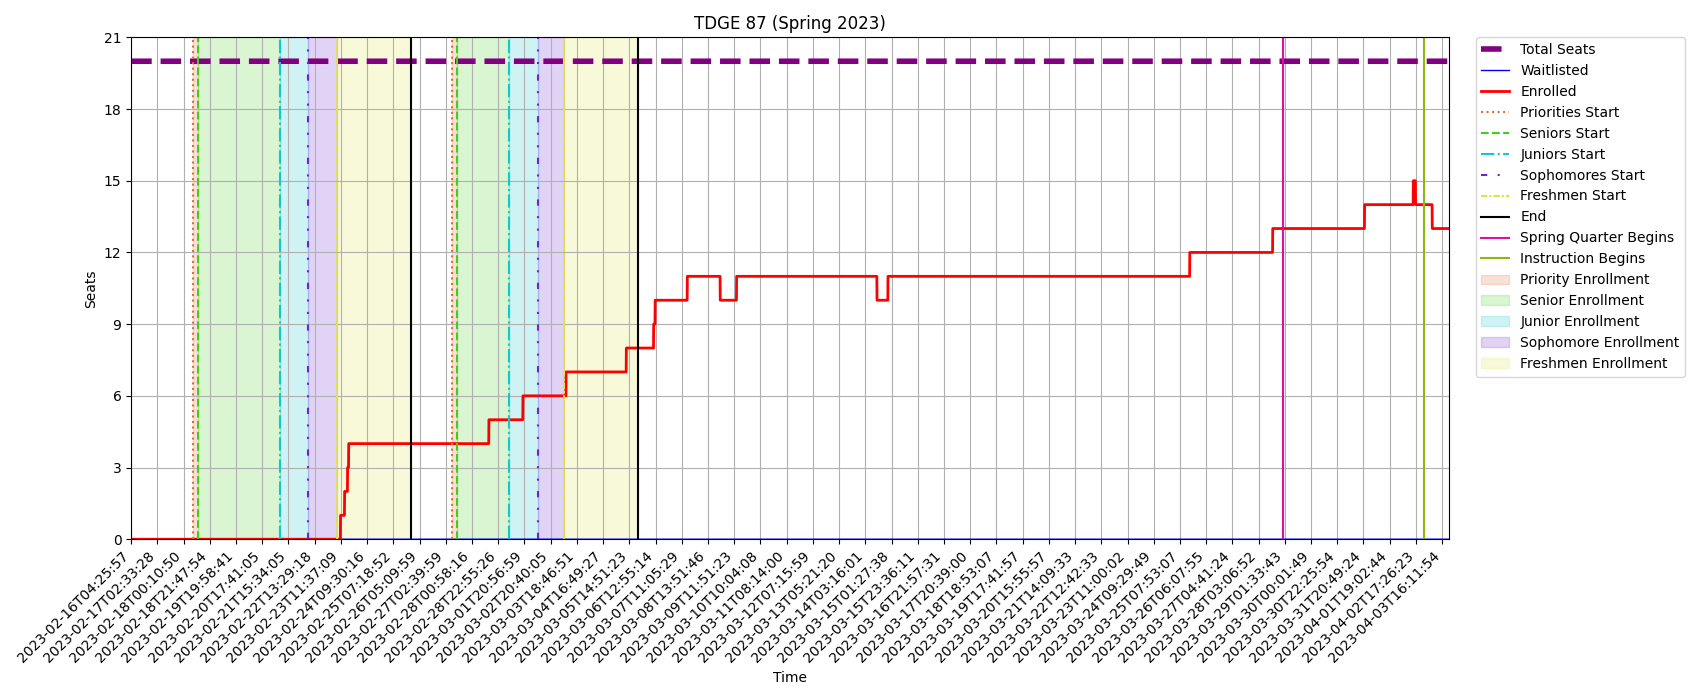 TDGE 87 (Spring 2023)
21
18
15
12
9
6
3
0
Seats
2023-02-16T04:25:57
2023-02-17T02:33:28
2023-02-18T00:10:50
2023-02-18T21:47:54
2023-02-19T19:58:41
2023-02-20T17:41:05
2023-02-21T15:34:05
2023-02-22T13:29:18
2023-02-23T11:37:09
2023-02-24T09:30:16
2023-02-25T07:18:52
2023-02-26T05:09:59
2023-02-27T02:39:59
2023-02-28T00:58:16
2023-02-28T22:55:26
2023-03-01T20:56:59
2023-03-02T20:40:05
2023-03-03T18:46:51
2023-03-04T16:49:27
2023-03-05T14:51:23
2023-03-06T12:55:14
2023-03-07T11:05:29
2023-03-08T13:51:46
2023-03-09T11:51:23
2023-03-10T10:04:08
2023-03-11T08:14:00
2023-03-12T07:15:59
2023-03-13T05:21:20
2023-03-14T03:16:01
2023-03-15T01:27:38
2023-03-15T23:36:11
2023-03-16T21:57:31
2023-03-17T20:39:00
2023-03-18T18:53:07
2023-03-19T17:41:57
2023-03-20T15:55:57
2023-03-21T14:09:33
2023-03-22T12:42:33
2023-03-23T11:00:02
2023-03-24T09:29:49
2023-03-25T07:53:07
2023-03-26T06:07:55
2023-03-27T04:41:24
2023-03-28T03:06:52
2023-03-29T01:33:43
2023-03-30T00:01:49
2023-03-30T22:25:54
2023-03-31T20:49:24
2023-04-01T19:02:44
2023-04-02T17:26:23
2023-04-03T16:11:54
Time
Total Seats
Waitlisted
Enrolled
Priorities Start
Seniors Start
Juniors Start
Sophomores Start
Freshmen Start
End
Spring Quarter Begins
Instruction Begins
Priority Enrollment
Senior Enrollment
Junior Enrollment
Sophomore Enrollment
Freshmen Enrollment